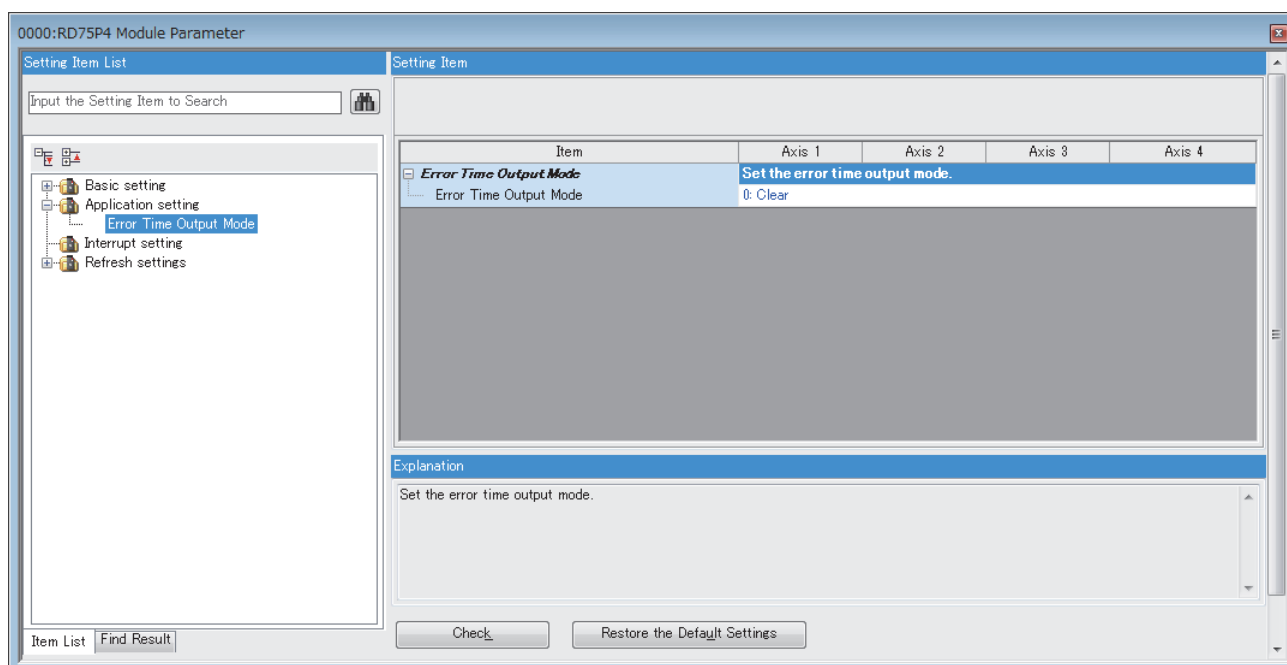 0000:RD75P4 Module Parameter
Setting Item List
Input the Setting Item to Search
Basic setting
Application setting
Error Time Output Mode
Interrupt setting
Refresh settings
Item List Find Result
Setting Item
Item Axis 1 Axis 2 Axis 3 Axis 4
Error Time Output Mode Set the error time output mode.
Error Time Output Mode 0: Clear
Explanation
Set the error time output mode.
Check Restore the Default Settings